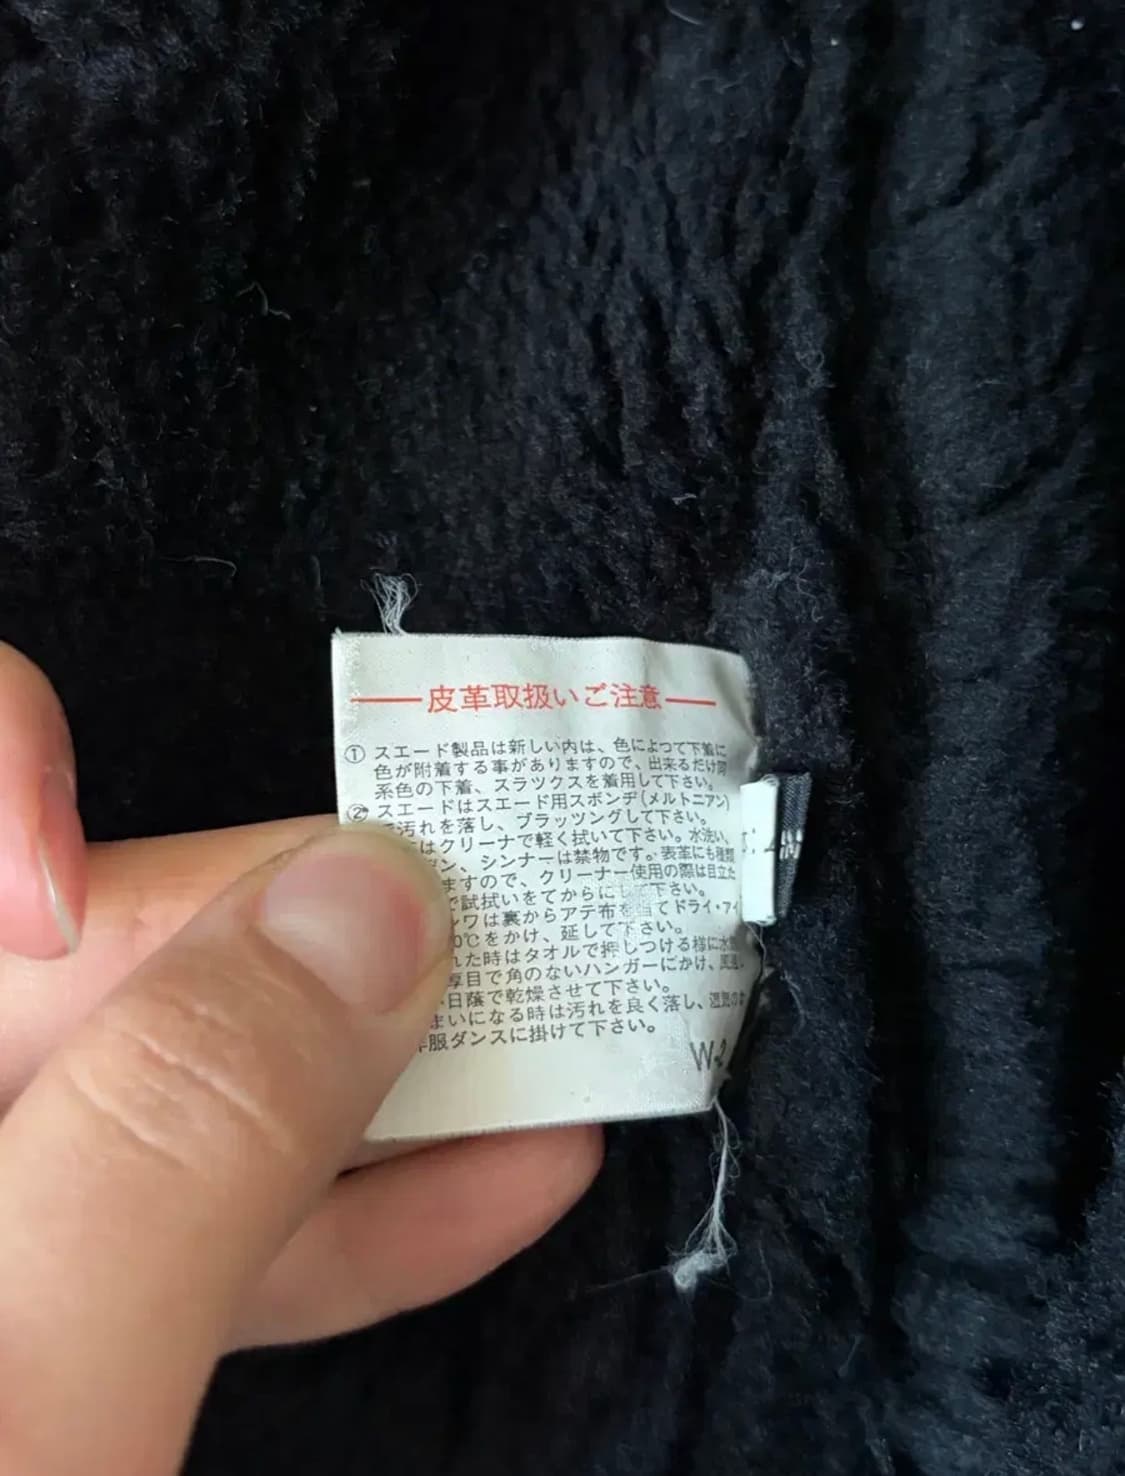 皮革取扱いご注意
① スエード製品は新しい内は、色によつて下着に
色が附着する事がありますので、出来るだけ同
系色の下着、スラツクスを着用して下さい。
② スエードはスエード用スポンヂ(メルトニアン)
で汚れを落し、ブラツツングして下さい。
はクリーナで軽く拭いて下さい。水洗い、
ン、シンナーは禁物です。表革にも種類
ますので、クリーナー使用の際は目立た
で試拭いをてからにして下さい。
ワは裏からアテ布を当てドライ・アイ
0℃をかけ、延して下さい。
れた時はタオルで押しつける様に水
厚目で角のないハンガーにかけ、風通
日蔭で乾燥させて下さい。
まいになる時は汚れを良く落し、湿気の
服ダンスに掛けて下さい。
W-2